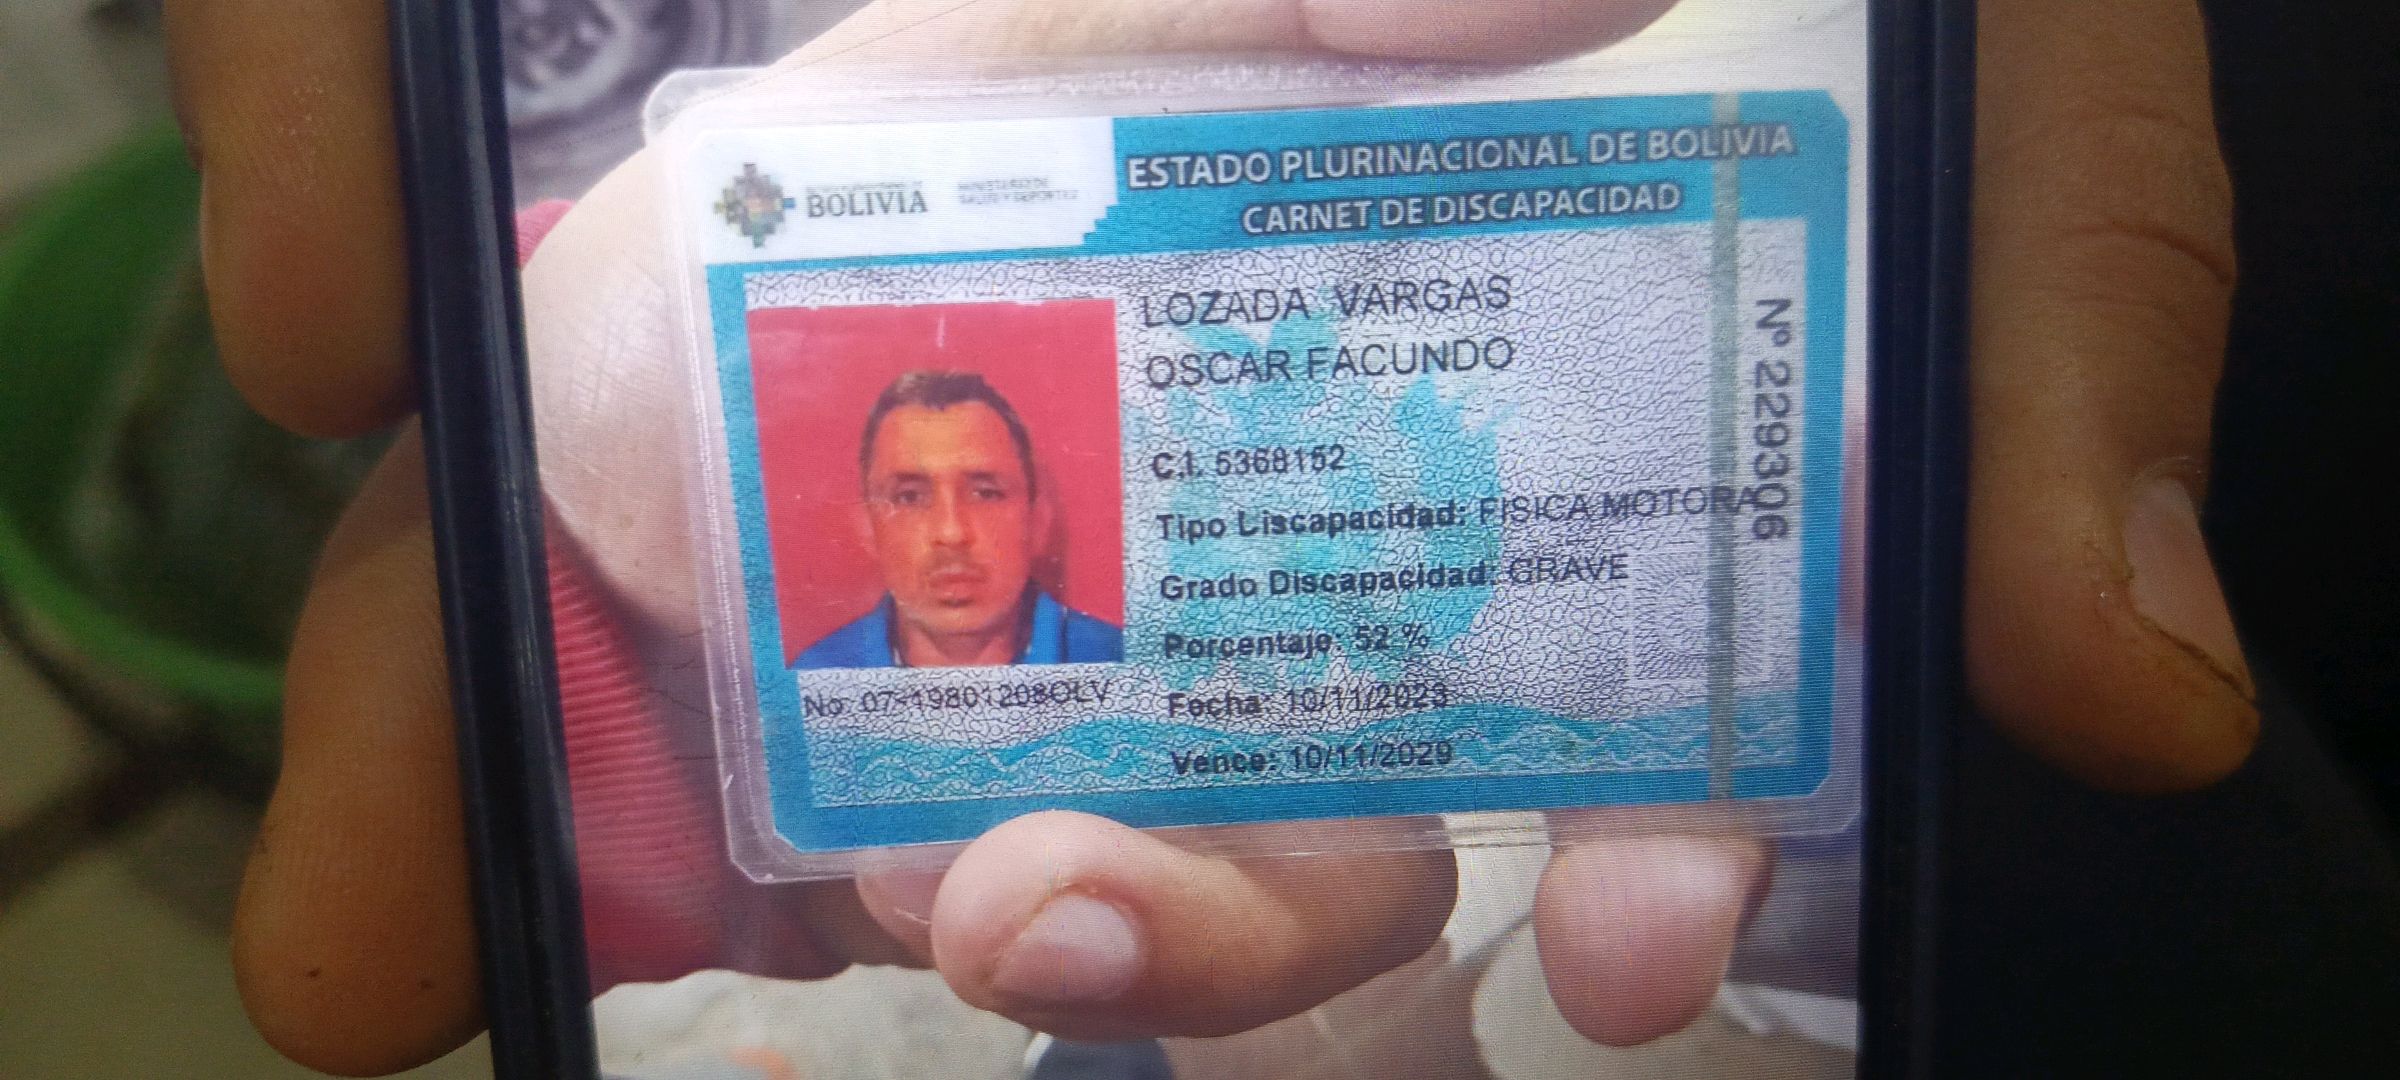 BOLIVIA
MINISTERIO DE
SALUD Y DEPORTES
ESTADO PLURINACIONAL DE BOLIVIA
CARNET DE DISCAPACIDAD
LOZADA VARGAS
OSCAR FACUNDO
C.I. 5368152
Tipo Discapacidad: FISICA MOTORA
Grado Discapacidad: GRAVE
Porcentaje: 52 %
Fecha: 10/11/2023
Vence: 10/11/2029
No 07-19801208OLV
Nº 229306